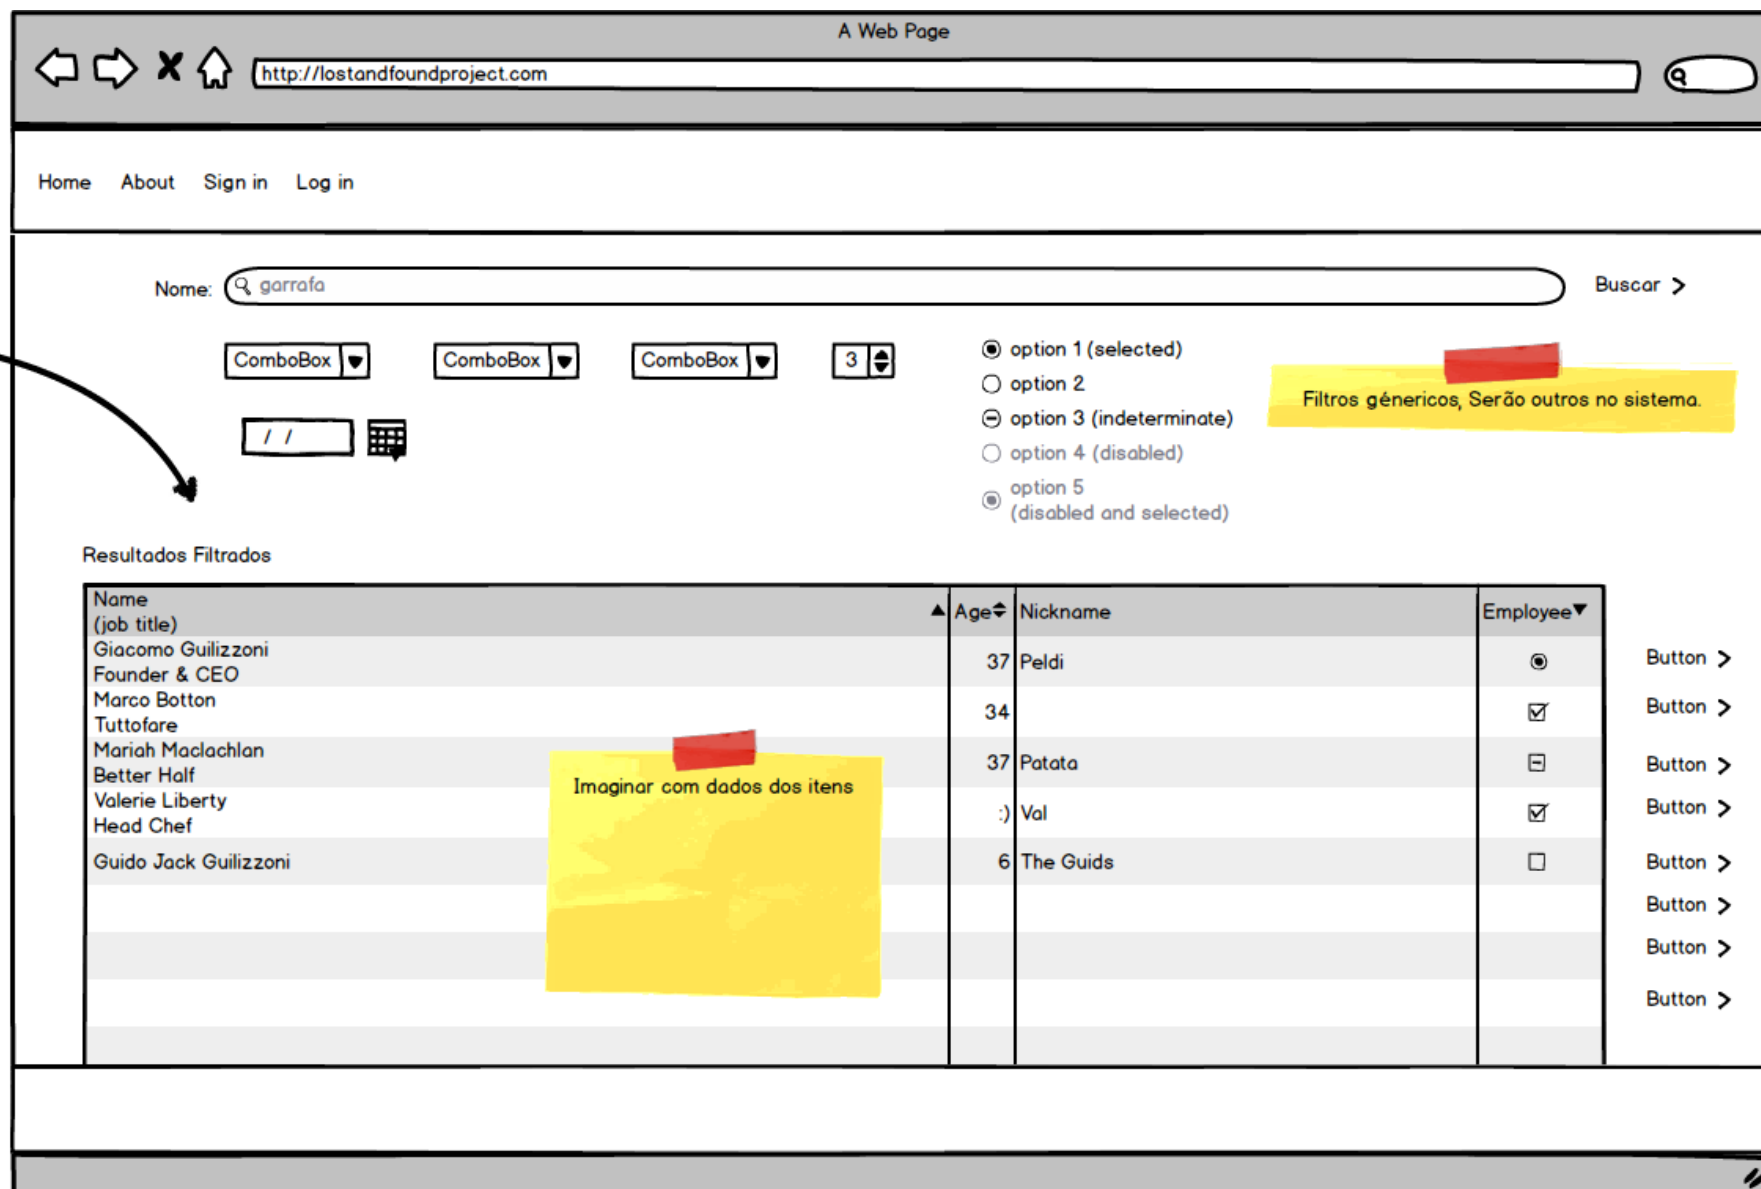 A Web Page
http://lostandfoundproject.com
Home About Sign in Log in
Nome: garrafa Buscar
ComboBox ComboBox ComboBox 3
/ /
option 1 (selected)
option 2
option 3 (indeterminate)
option 4 (disabled)
option 5
(disabled and selected)
Filtros génericos, Serão outros no sistema.
Resultados Filtrados
Name
(job title)
Age Nickname Employee
Giacomo Guilizzoni
Founder & CEO
37 Peldi
Button
Marco Botton
Tuttofare
34
Button
Mariah Maclachlan
Better Half
37 Patata
Button
Valerie Liberty
Head Chef
:) Val
Button
Guido Jack Guilizzoni
6 The Guids
Button
Button
Button
Button
Imaginar com dados dos itens